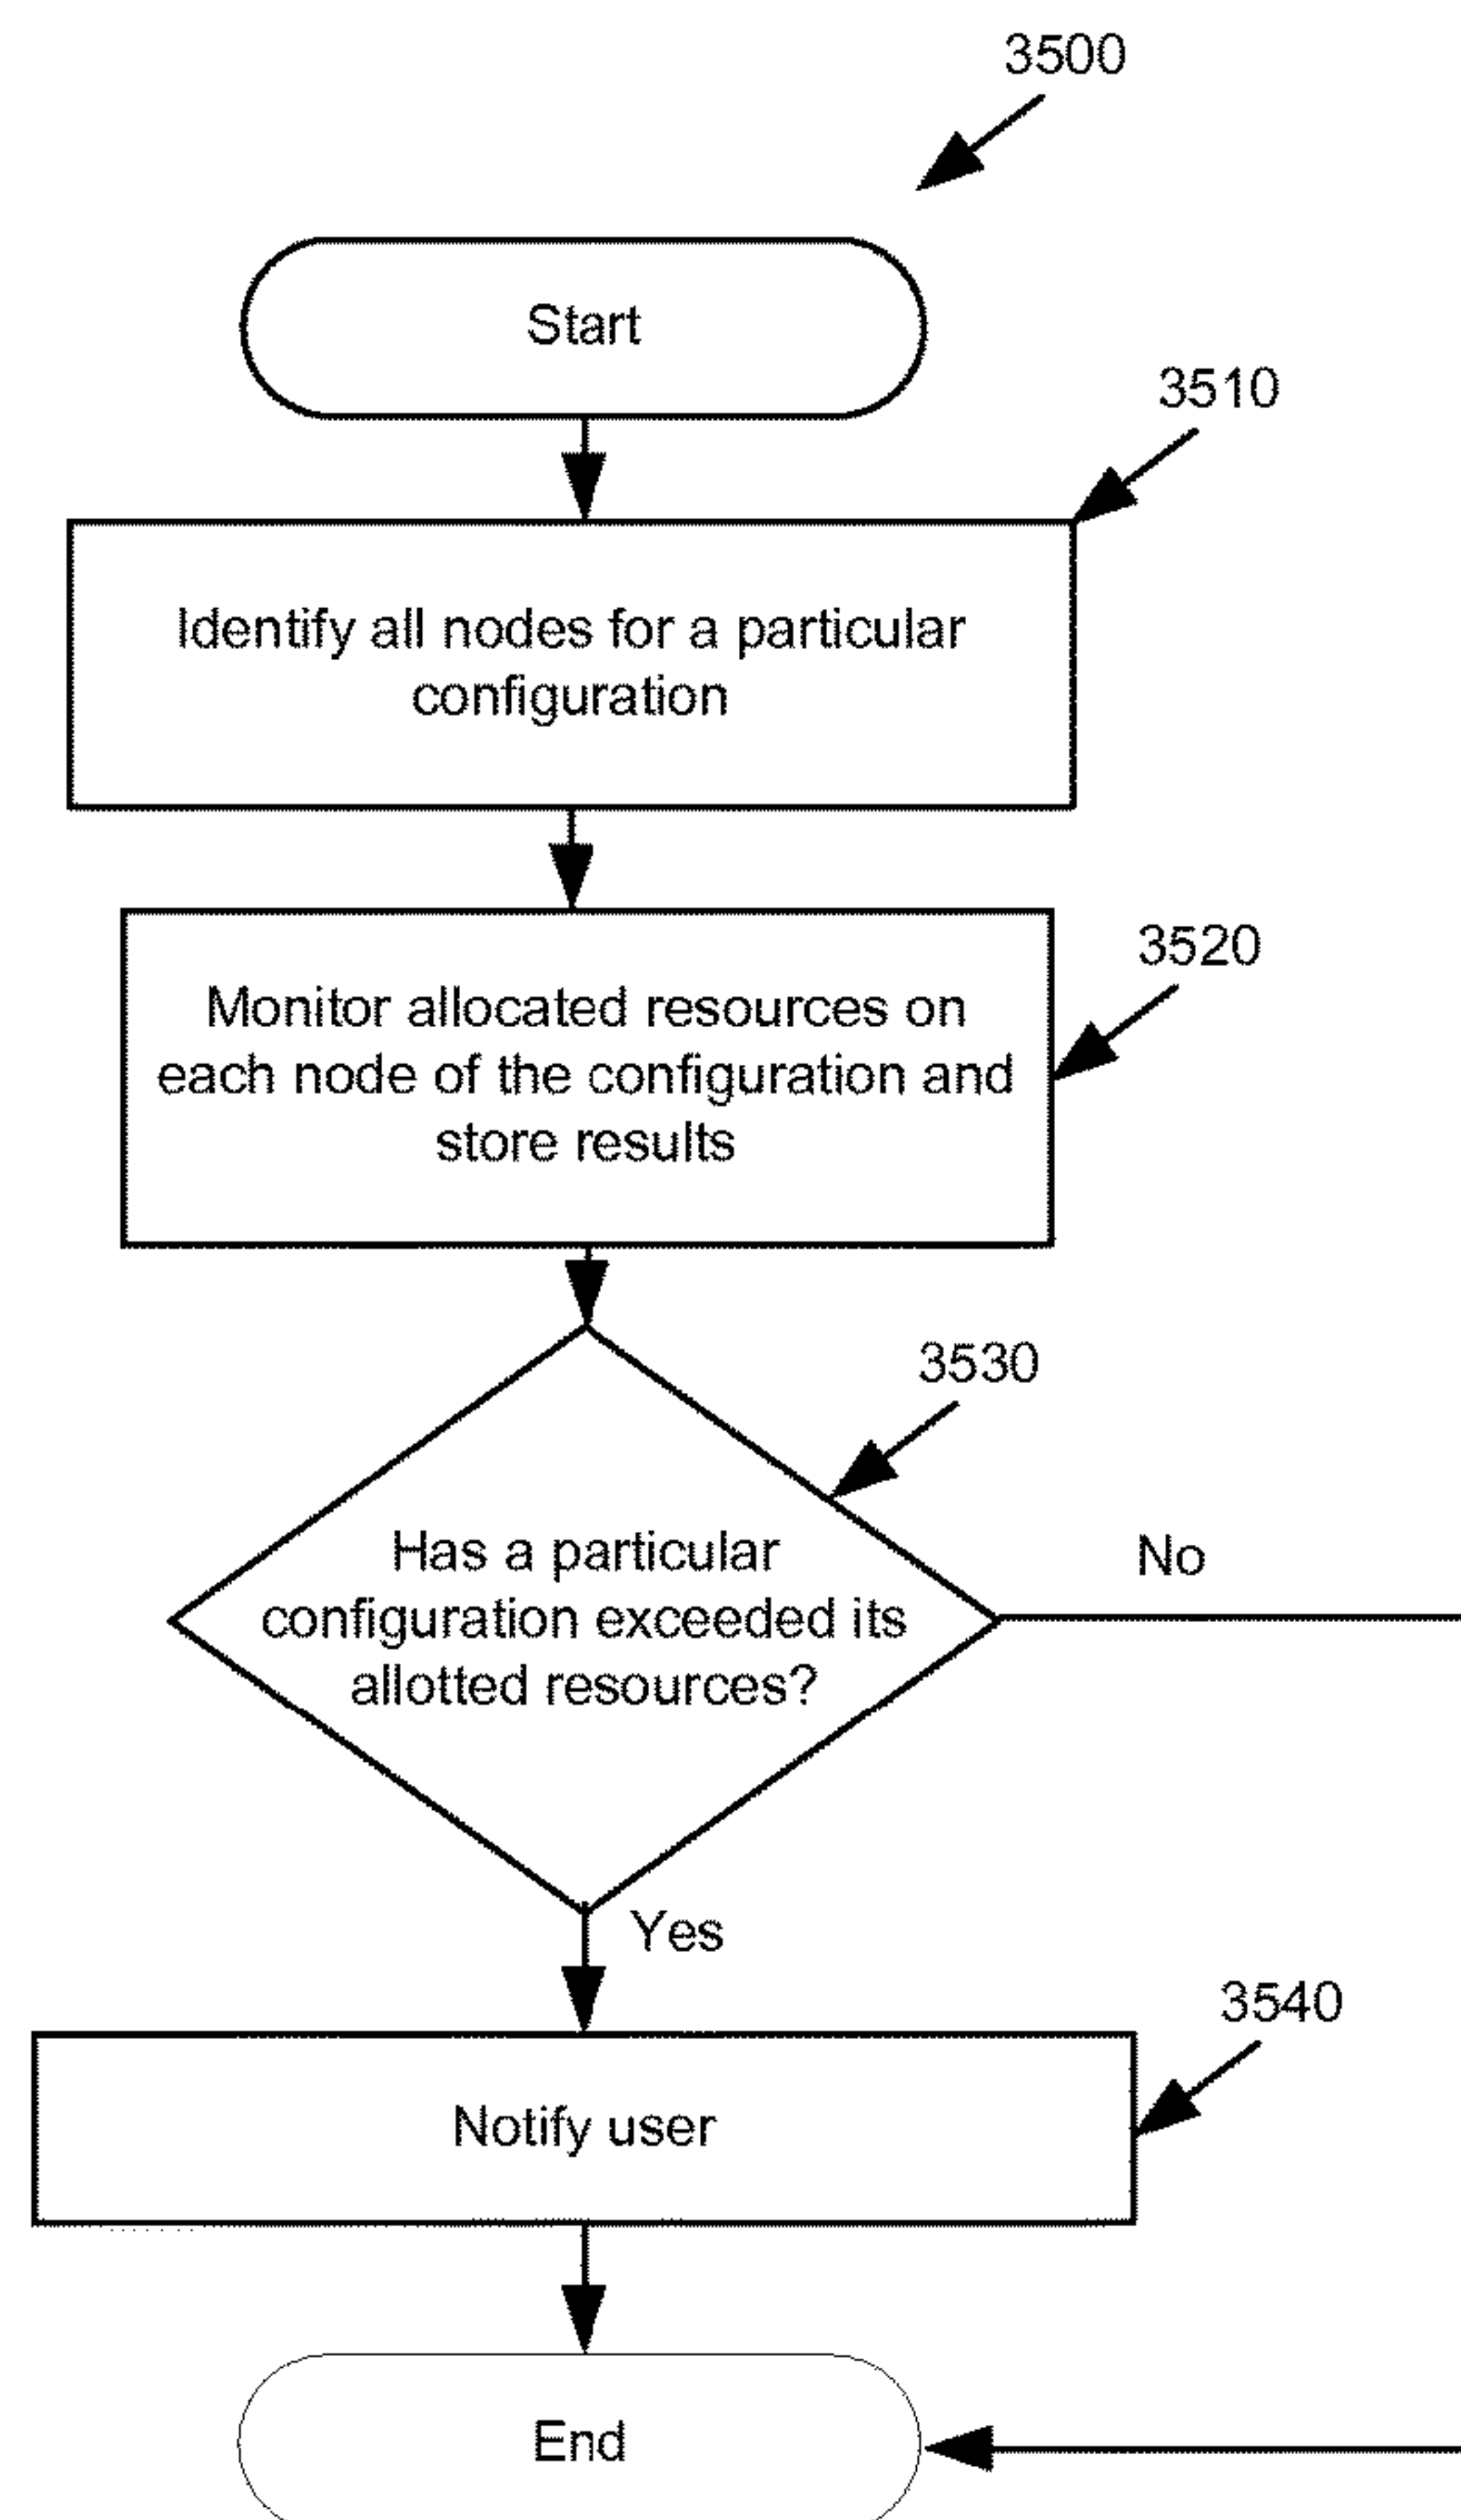 3500
Start
3510
Identify all nodes for a particular
configuration
3520
Monitor allocated resources on
each node of the configuration and
store results
3530
Has a particular
configuration exceeded its
allotted resources?
No
Yes
3540
Notify user
End